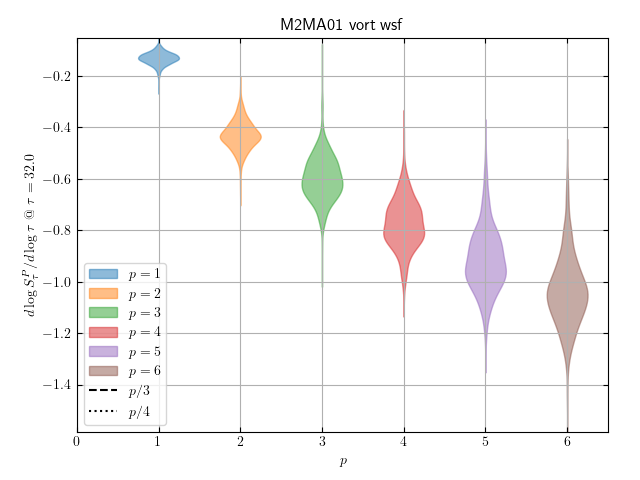 M2MA01 vort wsf
d log S_τ^P / d log τ @ τ = 32.0
−0.2
−0.4
−0.6
−0.8
−1.0
−1.2
−1.4
p = 1
p = 2
p = 3
p = 4
p = 5
p = 6
p/3
p/4
0 1 2 3 4 5 6
p